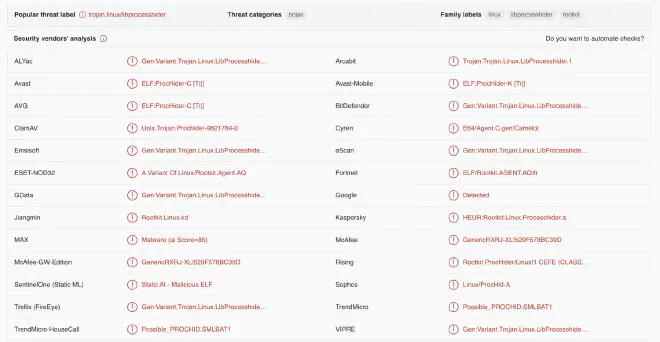 Popular threat label trojan.linux/libprocesshider Threat categories trojan Family labels linux libprocesshider rootkit
Security vendors' analysis Do you want to automate checks?
ALYac Gen:Variant.Trojan.Linux.LibProcesshide... Arcabit Trojan.Trojan.Linux.LibProcesshider.1
Avast ELF:ProcHider-C [Trj] Avast-Mobile ELF:ProcHider-K [Trj]
AVG ELF:ProcHider-C [Trj] BitDefender Gen:Variant.Trojan.Linux.LibProcesshide...
ClamAV Unix.Trojan.Prochider-9821784-0 Cyren E64/Agent.C.gen!Camelot
Emsisoft Gen:Variant.Trojan.Linux.LibProcesshide... eScan Gen:Variant.Trojan.Linux.LibProcesshide...
ESET-NOD32 A Variant Of Linux/Rootkit.Agent.AQ Fortinet ELF/Rootkit.AGENT.AQ!tr
GData Gen:Variant.Trojan.Linux.LibProcesshide... Google Detected
Jiangmin Rootkit.Linux.kd Kaspersky HEUR:Rootkit.Linux.Processhider.a
MAX Malware (ai Score=85) McAfee GenericRXRJ-XL!529F578BC39D
McAfee-GW-Edition GenericRXRJ-XL!529F578BC39D Rising Rootkit.ProcHider/Linux!1.CEFE (CLASS...
SentinelOne (Static ML) Static AI - Malicious ELF Sophos Linux/ProcHid-A
Trellix (FireEye) Gen:Variant.Trojan.Linux.LibProcesshide... TrendMicro Possible_PROCHID.SMLBAT1
TrendMicro-HouseCall Possible_PROCHID.SMLBAT1 VIPRE Gen:Variant.Trojan.Linux.LibProcesshide...